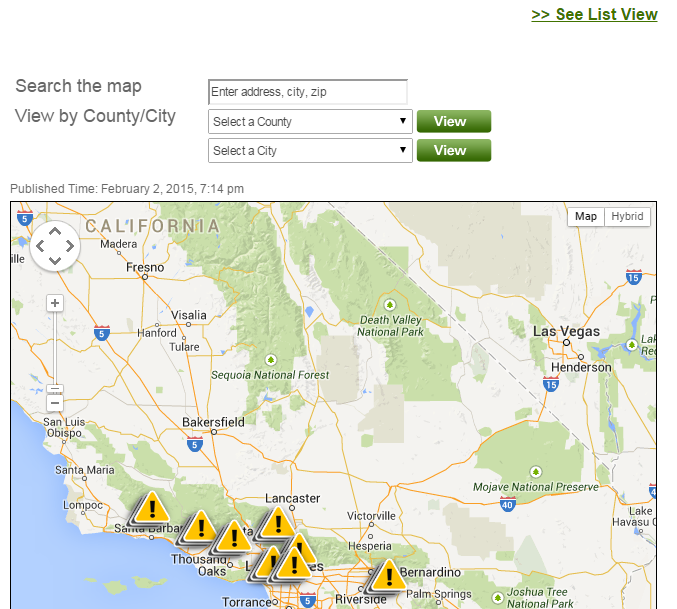 >> See List View
Search the map
Enter address, city, zip
View by County/City
Select a County
View
Select a City
View
Published Time: February 2, 2015, 7:14 pm
Map
Hybrid
5
CALIFORNIA
Madera
Fresno
15
Visalia
Hanford
Tulare
5
Death Valley
National Park
Las Vegas
Henderson
Sequoia National Forest
15
San Luis
Obispo
Bakersfield
5
Santa Maria
Mojave National Preserve
Lompoc
Lancaster
40
Victorville
Lake
Havasu
Santa Barba
Hesperia
Thousand
Oaks
Bernardino
Riverside
Palm Springs
Joshua Tree
National Park
Torrance
5